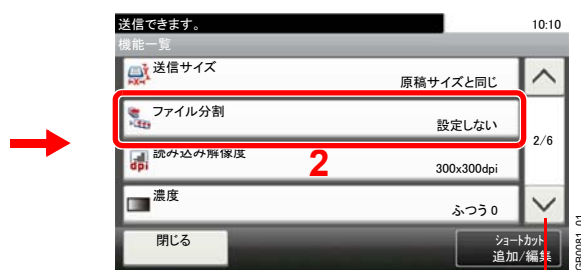 送信できます。
10:10
機能一覧
送信サイズ
原稿サイズと同じ
ファイル分割
設定しない
2/6
読み込み解像度
2
dpi
300x300dpi
濃度
ふつう 0
閉じる
ショートカット
追加/編集